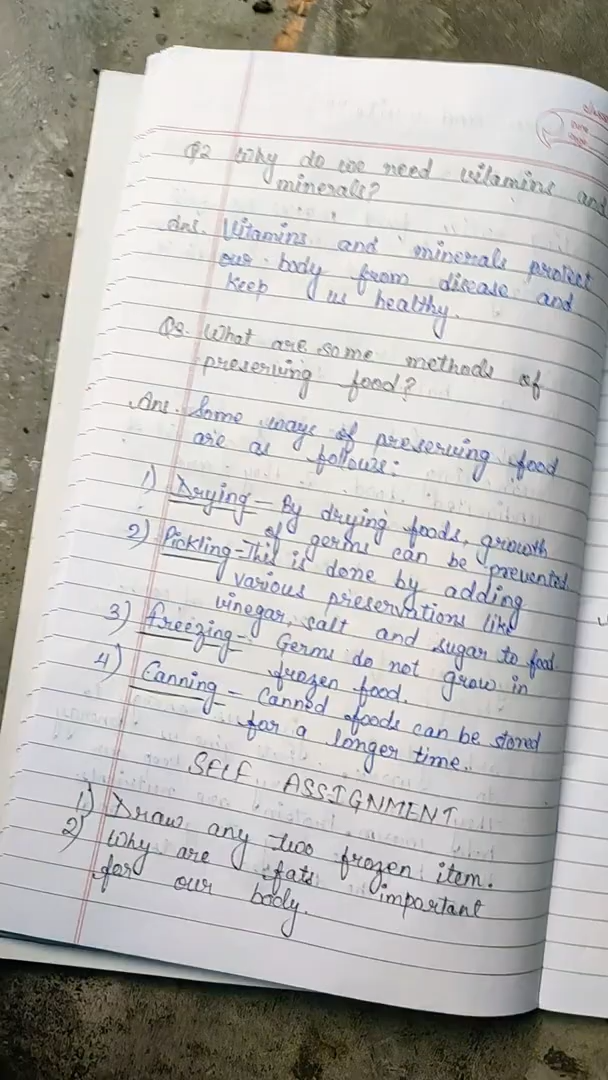 Q2 Why do we need vitamins and
minerals?
Ans. Vitamins and minerals protect
our body from disease and
keep us healthy.
Q3. What are some methods of
preserving food?
Ans. Some ways of preserving food
are as follows:
1) Drying - By drying foods, growth
of germs can be prevented
2) Pickling - This is done by adding
various preservations like
vinegar, salt and sugar to food.
3) freezing - Germs do not grow in
frozen food.
4) Canning - Canned foods can be stored
for a longer time.
SELF ASSIGNMENT
1) Draw any two frozen item.
2) Why are fats important
for our body.